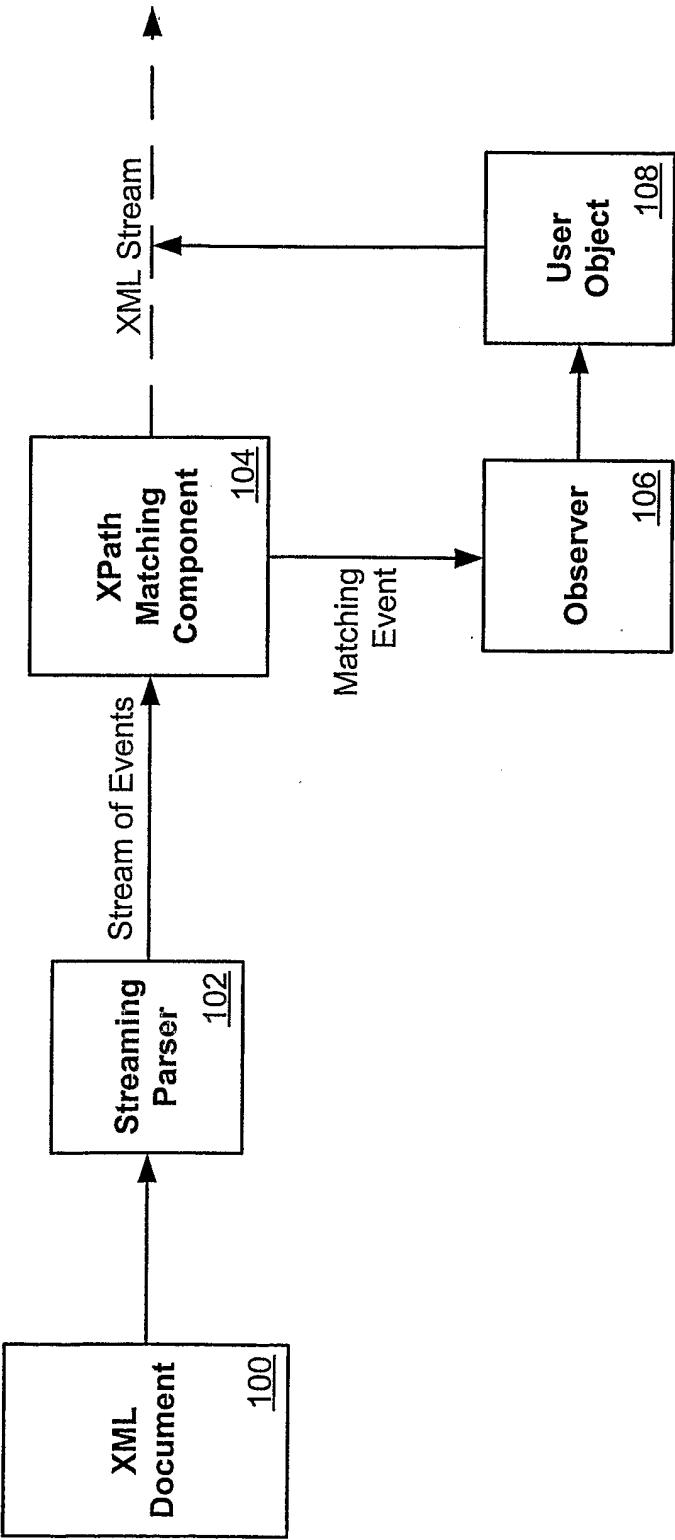 XML
Document
100
Streaming
Parser
102
Stream of Events
XPath
Matching
Component
104
XML Stream
Matching
Event
Observer
106
User
Object
108